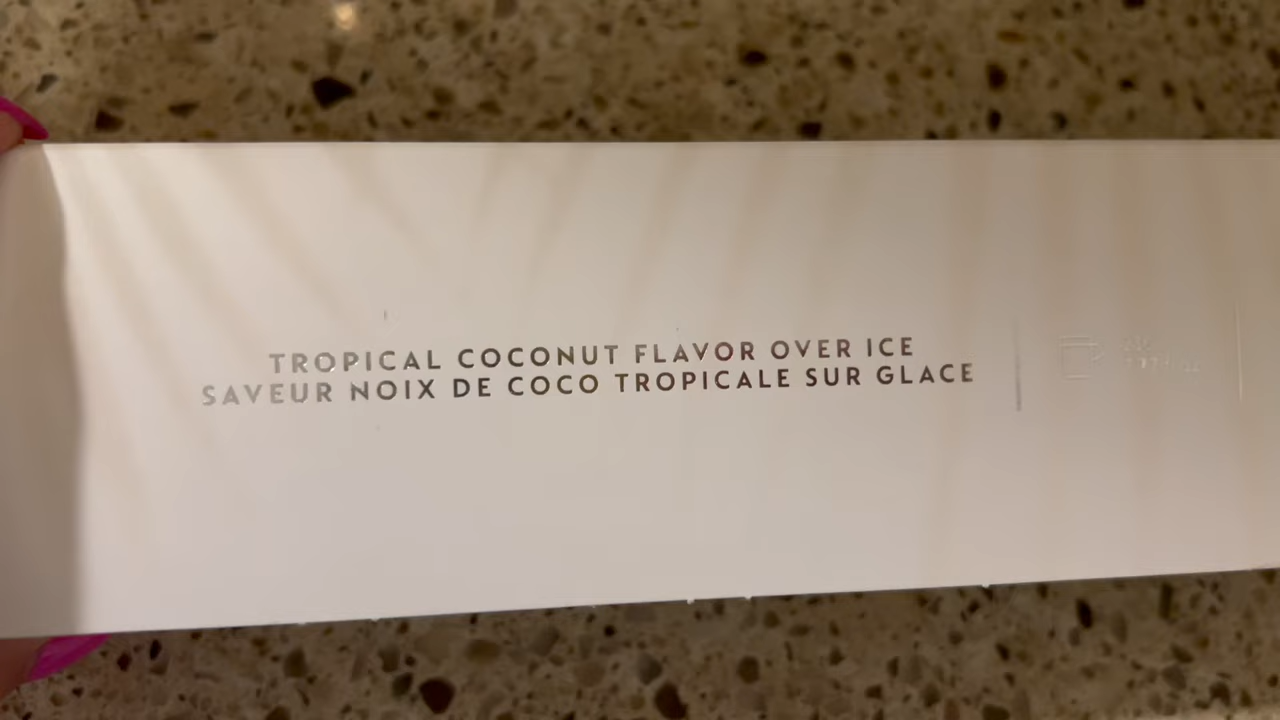 TROPICAL COCONUT FLAVOR OVER ICE
SAVEUR NOIX DE COCO TROPICALE SUR GLACE